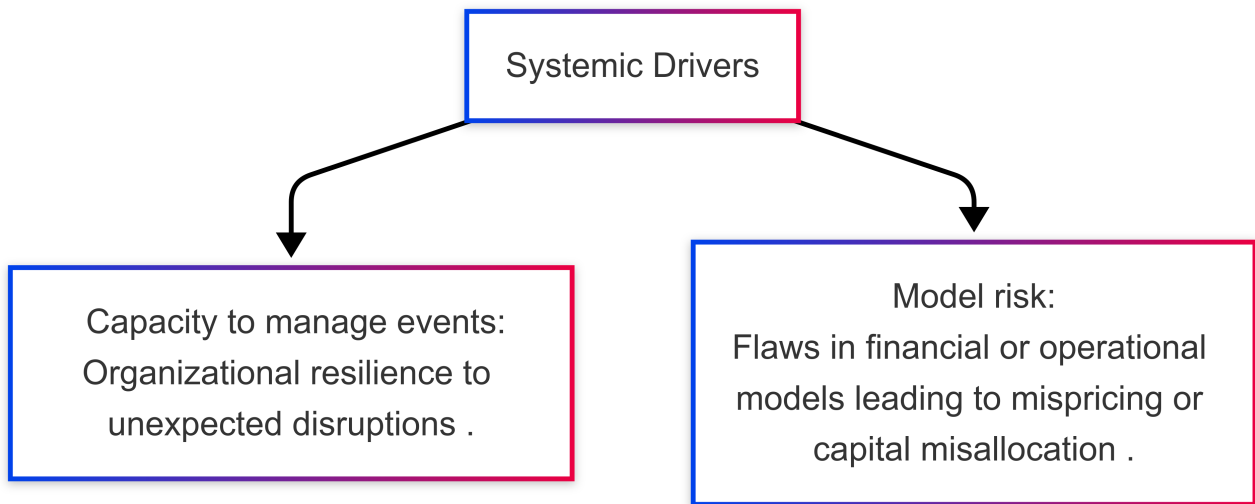 Systemic Drivers
Capacity to manage events:
Organizational resilience to
unexpected disruptions .
Model risk:
Flaws in financial or operational
models leading to mispricing or
capital misallocation .